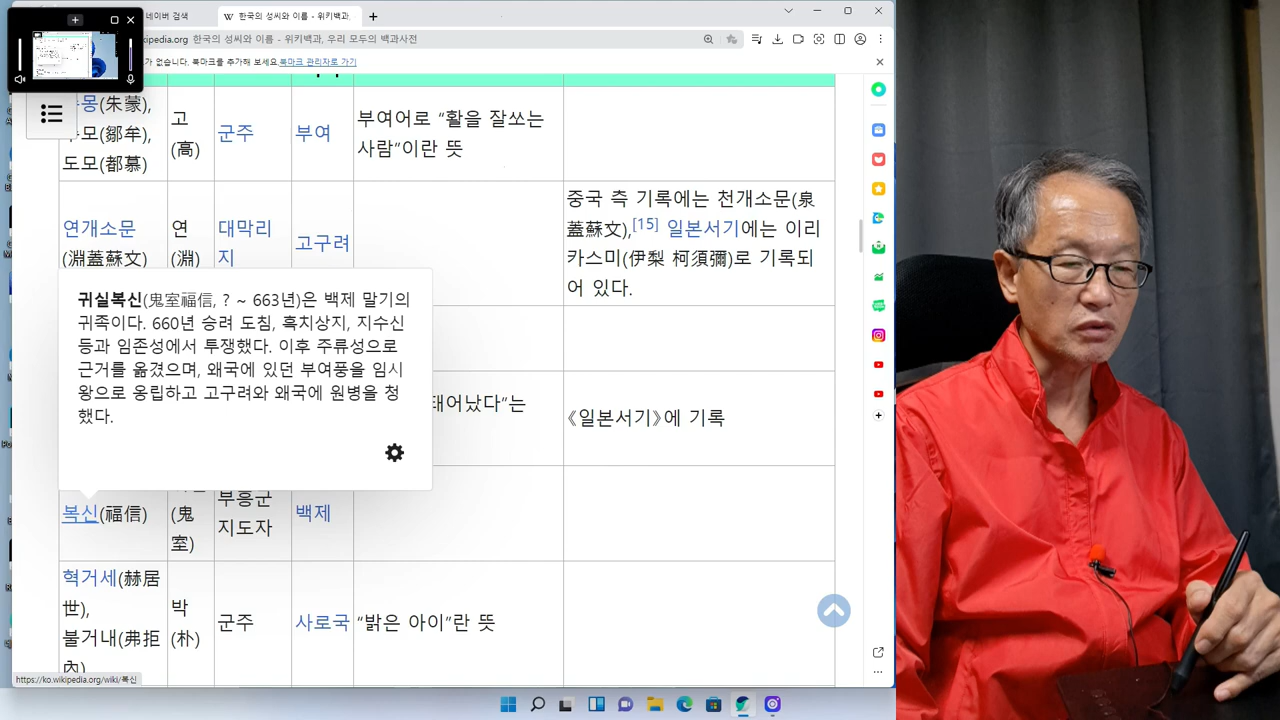 네이버 검색
W 한국의 성씨와 이름 - 위키백과,
kipedia.org 한국의 성씨와 이름 - 위키백과, 우리 모두의 백과사전
없습니다. 북마크를 추가해 보세요.북마크 관리자로 가기
몽(朱蒙),
모(鄒牟),
도모(都慕)
고
(高)
군주
부여
부여어로 “활을 잘쏘는
사람”이란 뜻
연개소문
(淵蓋蘇文)
연
(淵)
대막리
지
고구려
중국 측 기록에는 천개소문(泉
蓋蘇文),[15] 일본서기에는 이리
카스미(伊梨 柯須彌)로 기록되
어 있다.
귀실복신(鬼室福信, ? ~ 663년)은 백제 말기의
귀족이다. 660년 승려 도침, 흑치상지, 지수신
등과 임존성에서 투쟁했다. 이후 주류성으로
근거를 옮겼으며, 왜국에 있던 부여풍을 임시
왕으로 옹립하고 고구려와 왜국에 원병을 청
했다.
태어났다”는
《일본서기》에 기록
복신(福信)
(鬼
室)
부흥군
지도자
백제
혁거세(赫居
世),
불거내(弗拒
內)
박
(朴)
군주
사로국
“밝은 아이”란 뜻
https://ko.wikipedia.org/wiki/복신